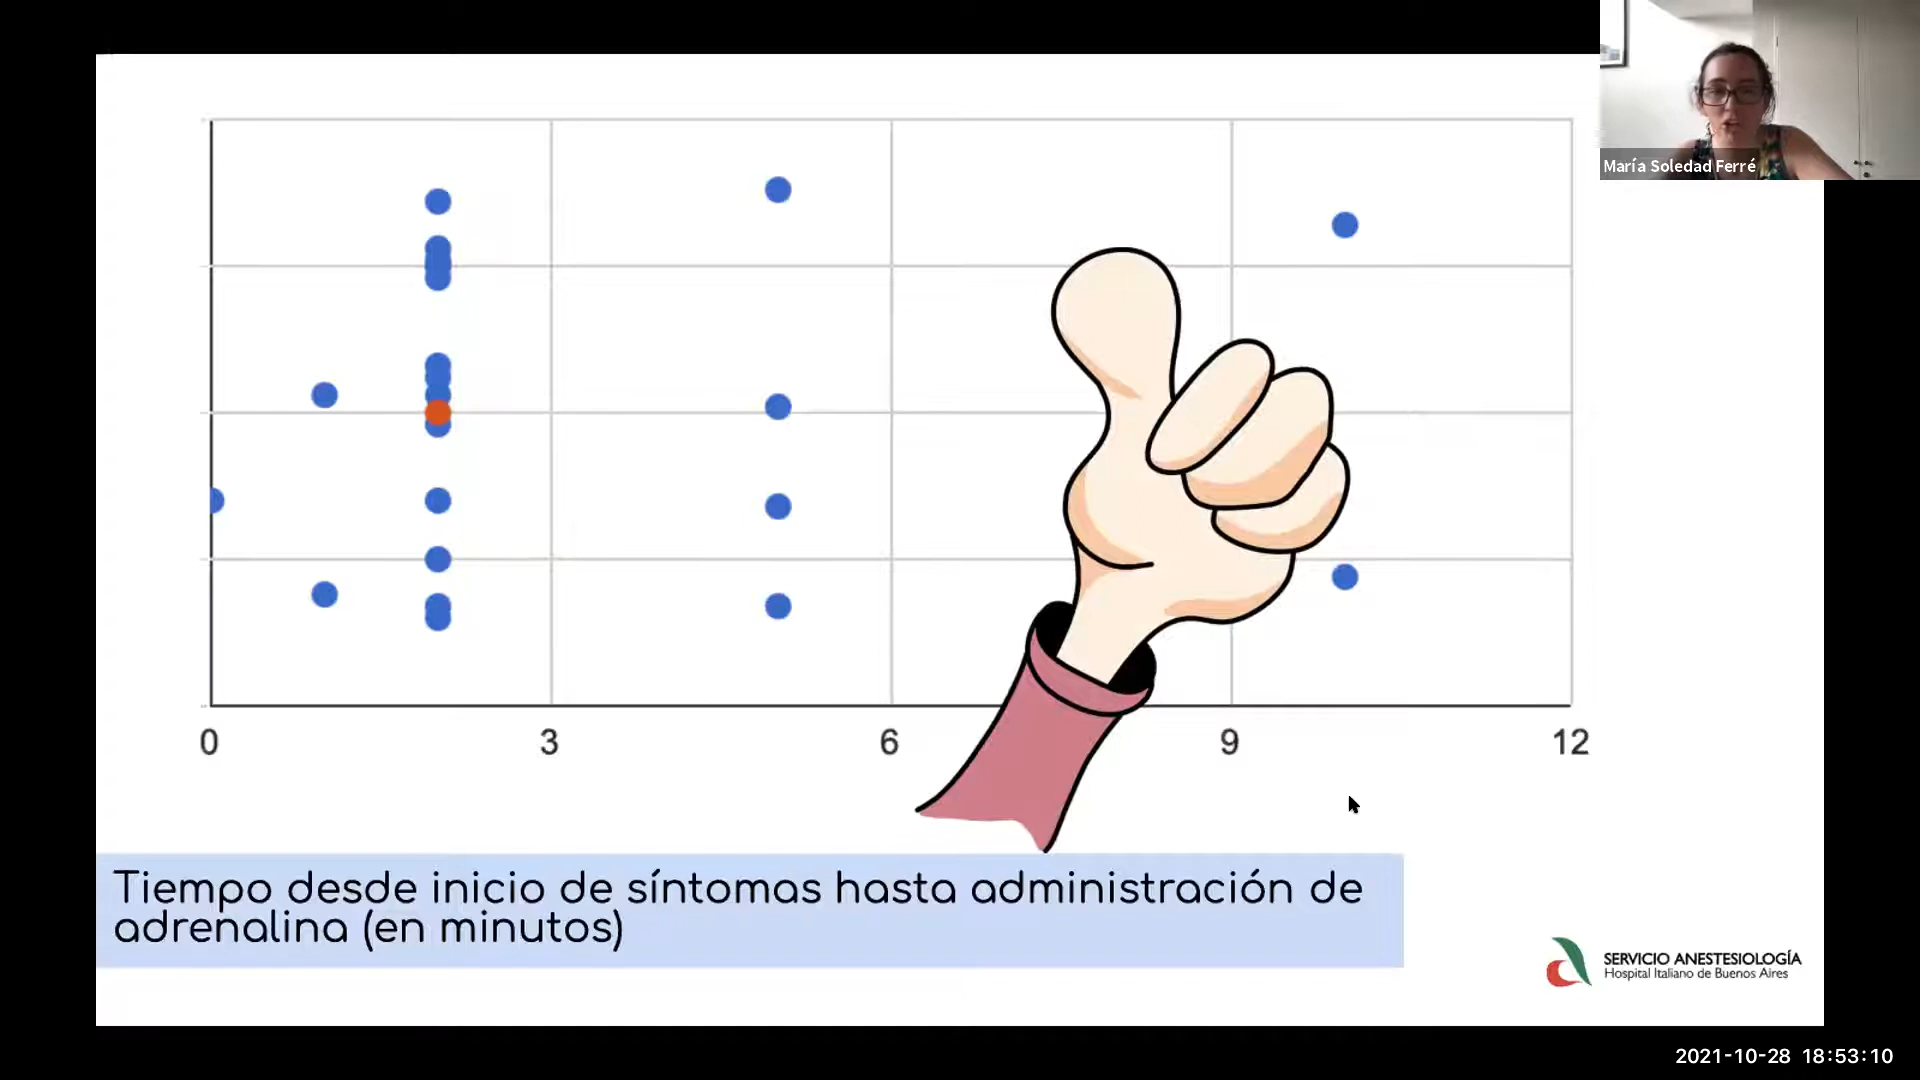 María Soledad Ferré
0
3
6
9
12
Tiempo desde inicio de síntomas hasta administración de
adrenalina (en minutos)
SERVICIO ANESTESIOLOGÍA
Hospital Italiano de Buenos Aires
2021-10-28 18:53:10